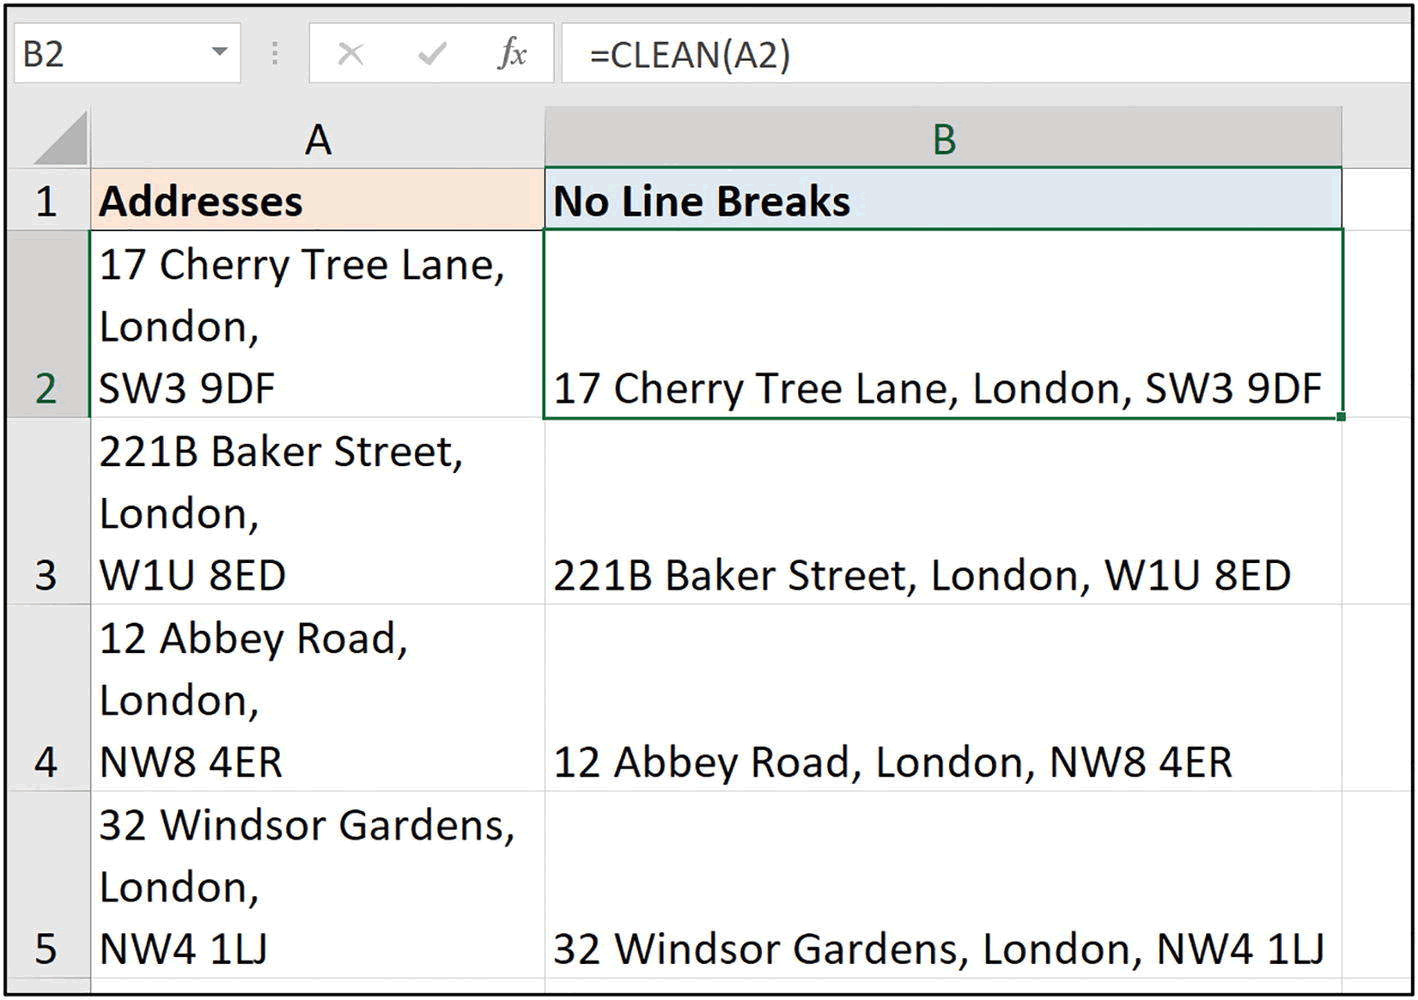 B2
fx
=CLEAN(A2)
A
B
1
Addresses
No Line Breaks
17 Cherry Tree Lane,
London,
2
SW3 9DF
17 Cherry Tree Lane, London, SW3 9DF
221B Baker Street,
London,
3
W1U 8ED
221B Baker Street, London, W1U 8ED
12 Abbey Road,
London,
4
NW8 4ER
12 Abbey Road, London, NW8 4ER
32 Windsor Gardens,
London,
5
NW4 1LJ
32 Windsor Gardens, London, NW4 1LJ